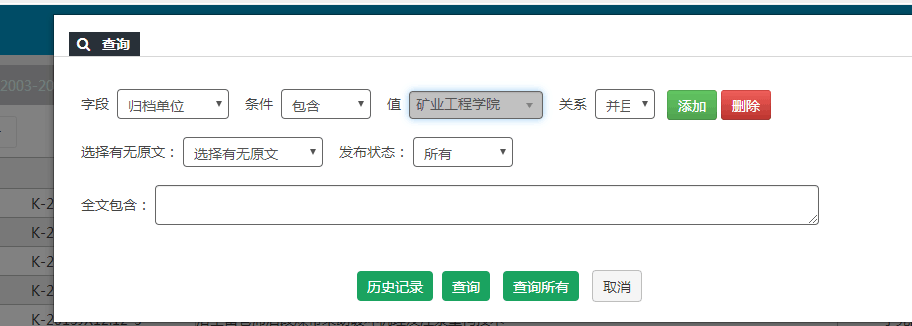 查询
2003-20
字段 归档单位 条件 包含 值 矿业工程学院 关系 并且 添加 删除
选择有无原文： 选择有无原文 发布状态： 所有
K-2
全文包含：
K-2
K-2
K-2
历史记录 查询 查询所有 取消